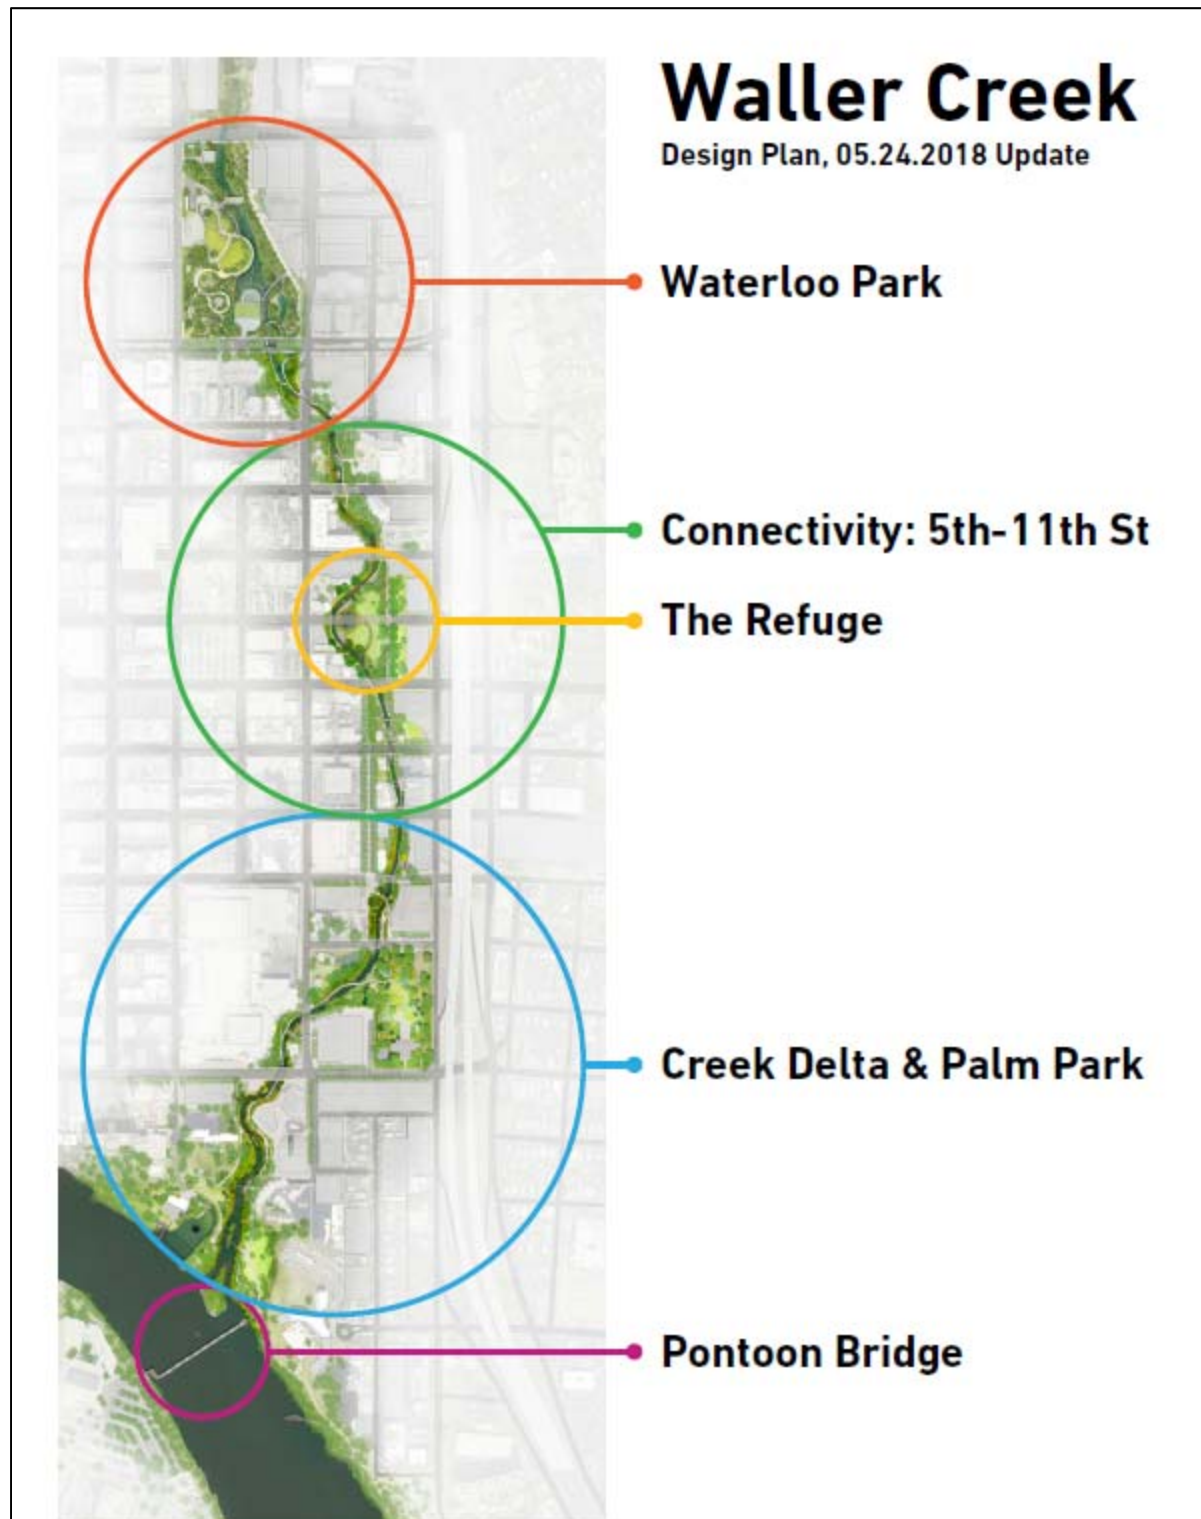 Waller Creek
Design Plan, 05.24.2018 Update
Waterloo Park
Connectivity: 5th-11th St
The Refuge
Creek Delta & Palm Park
Pontoon Bridge